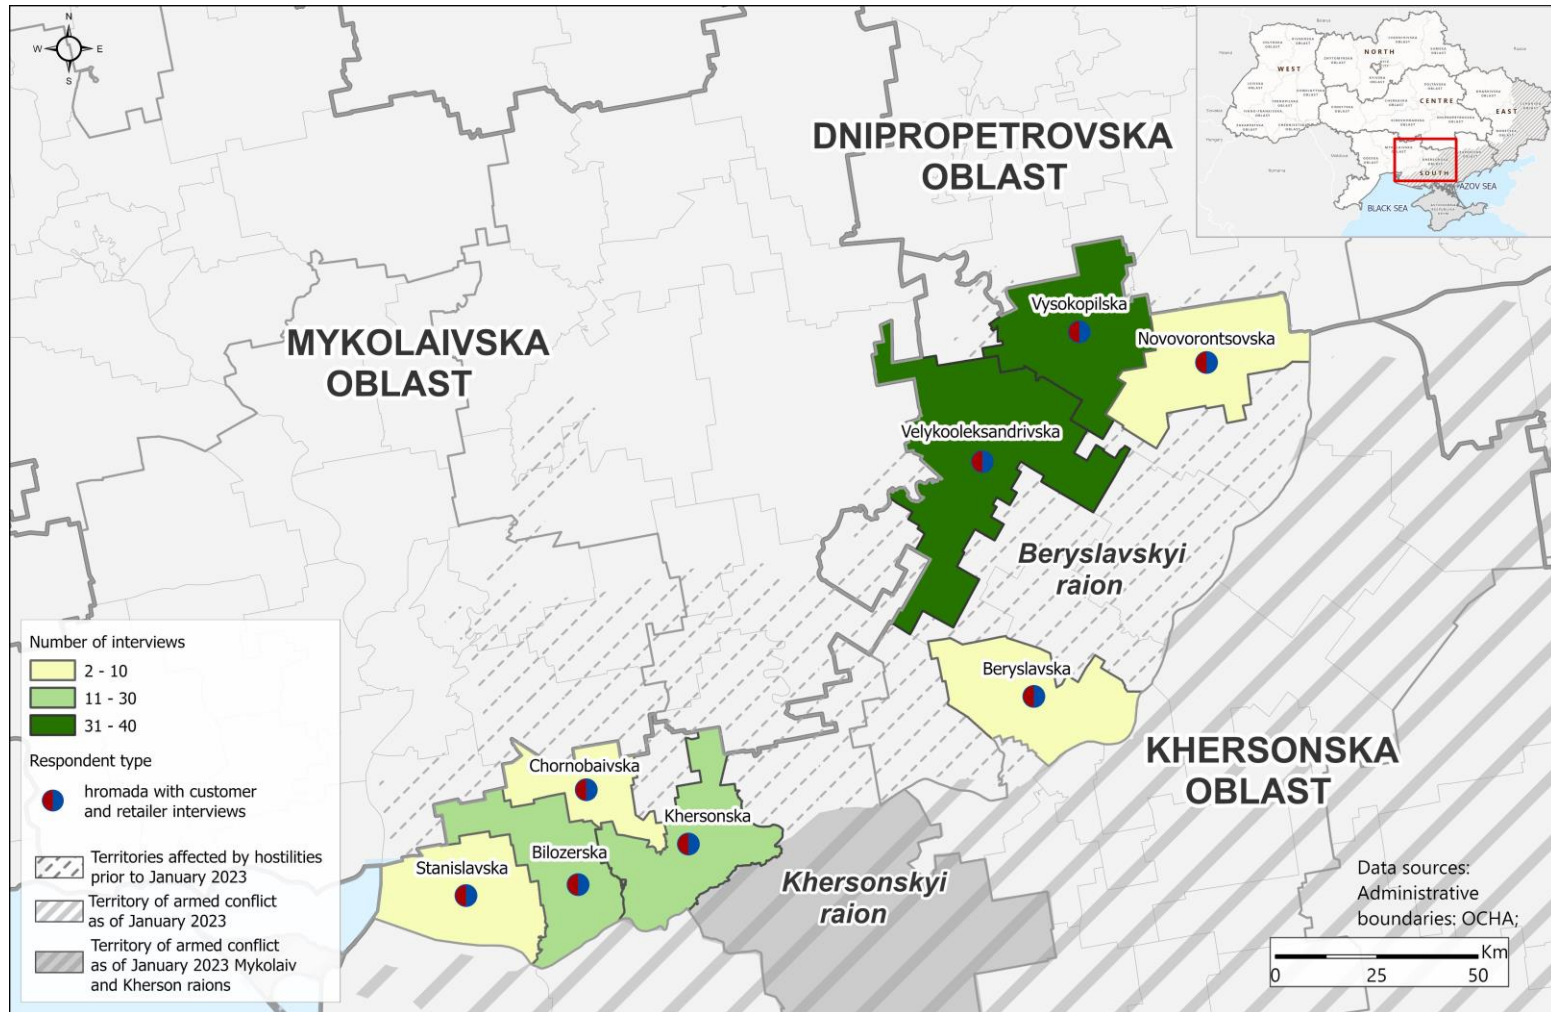 N
W
E
S
DNIPROPETROVSKA
OBLAST
MYKOLAIVSKA
OBLAST
Vysokopilska
Novovorontsovska
Velykooleksandrivska
Beryslavskyi
raion
Beryslavska
KHERSONSKA
OBLAST
Chornobaivska
Khersonska
Bilozerska
Stanislavska
Khersonskyi
raion
Number of interviews
2 - 10
11 - 30
31 - 40
Respondent type
hromada with customer
and retailer interviews
Territories affected by hostilities
prior to January 2023
Territory of armed conflict
as of January 2023
Territory of armed conflict
as of January 2023 Mykolaiv
and Kherson raions
Data sources:
Administrative
boundaries: OCHA;
Km
0
25
50
NORTH
WEST
CENTRE
EAST
SOUTH
AZOV SEA
BLACK SEA